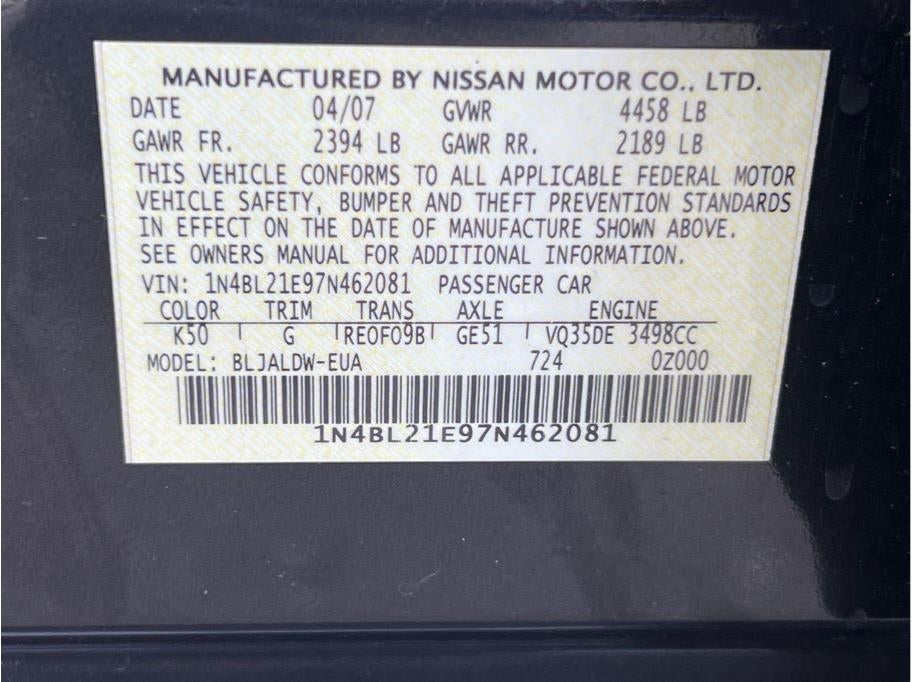 MANUFACTURED BY NISSAN MOTOR CO., LTD.
DATE 04/07 GVWR 4458 LB
GAWR FR. 2394 LB GAWR RR. 2189 LB
THIS VEHICLE CONFORMS TO ALL APPLICABLE FEDERAL MOTOR
VEHICLE SAFETY, BUMPER AND THEFT PREVENTION STANDARDS
IN EFFECT ON THE DATE OF MANUFACTURE SHOWN ABOVE.
SEE OWNERS MANUAL FOR ADDITIONAL INFORMATION.
VIN: 1N4BL21E97N462081 PASSENGER CAR
COLOR TRIM TRANS AXLE ENGINE
K50 G RE0F09B GE51 VQ35DE 3498CC
MODEL: BLJALDW-EUA 724 0Z000
1N4BL21E97N462081